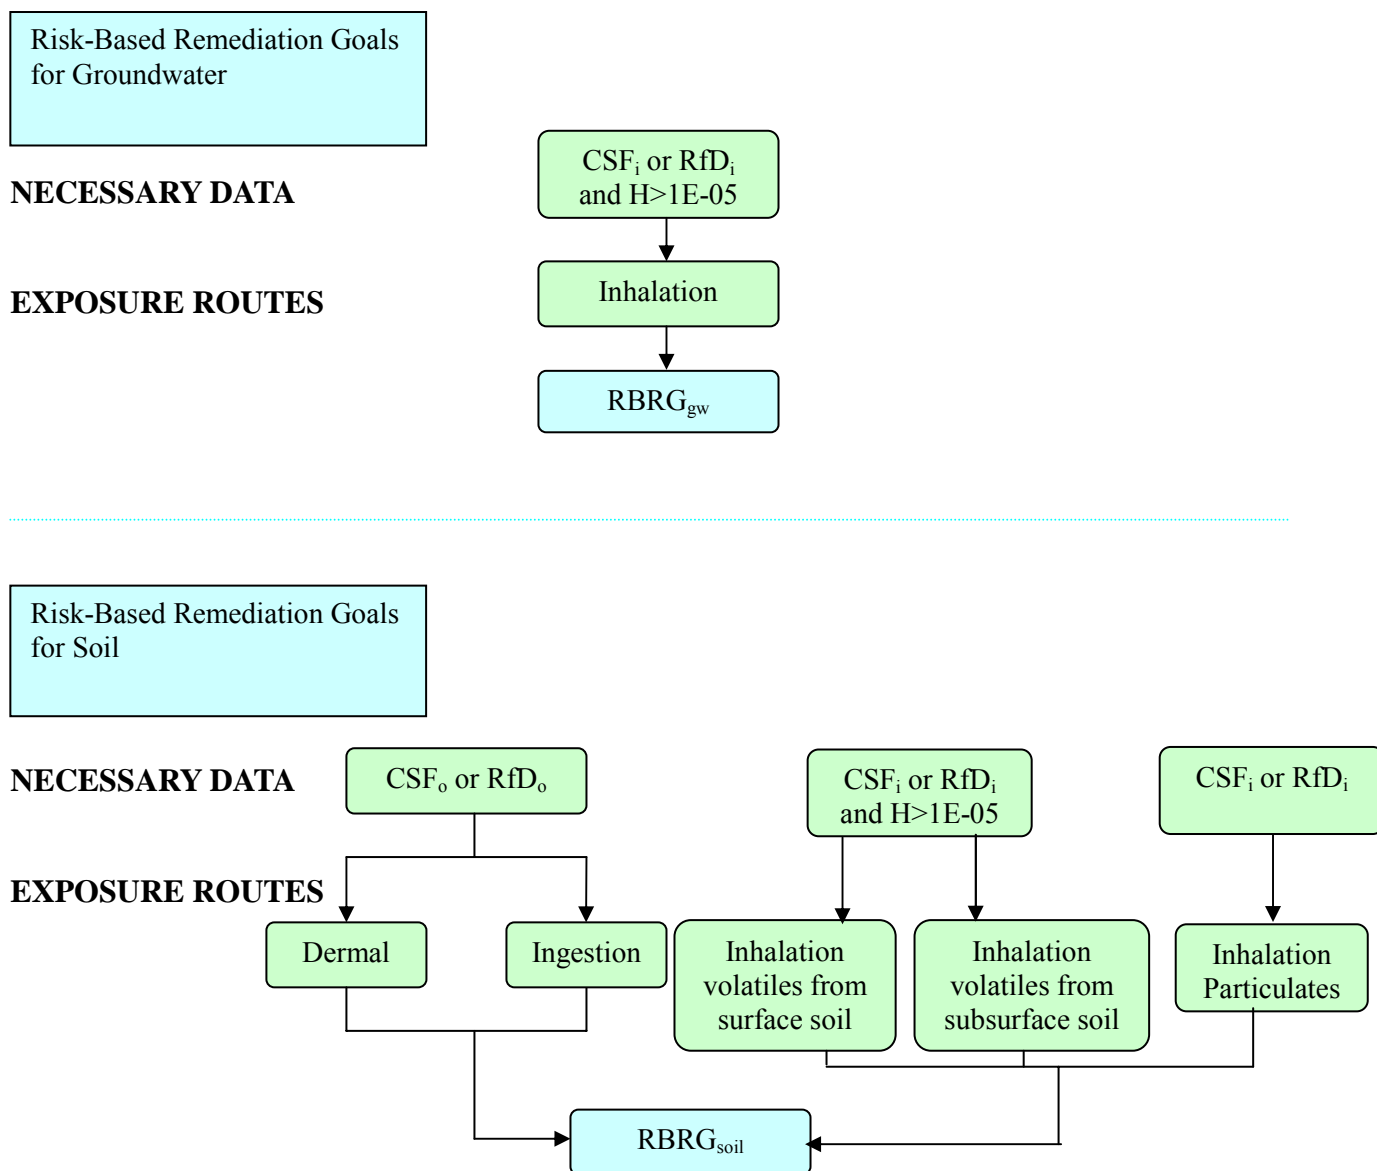 Risk-Based Remediation Goals
for Groundwater
CSFᵢ or RfDᵢ
and H>1E-05
NECESSARY DATA
Inhalation
EXPOSURE ROUTES
RBRG_gw
Risk-Based Remediation Goals
for Soil
NECESSARY DATA
CSFₒ or RfDₒ
CSFᵢ or RfDᵢ
and H>1E-05
CSFᵢ or RfDᵢ
EXPOSURE ROUTES
Dermal
Ingestion
Inhalation
volatiles from
surface soil
Inhalation
volatiles from
subsurface soil
Inhalation
Particulates
RBRG_soil